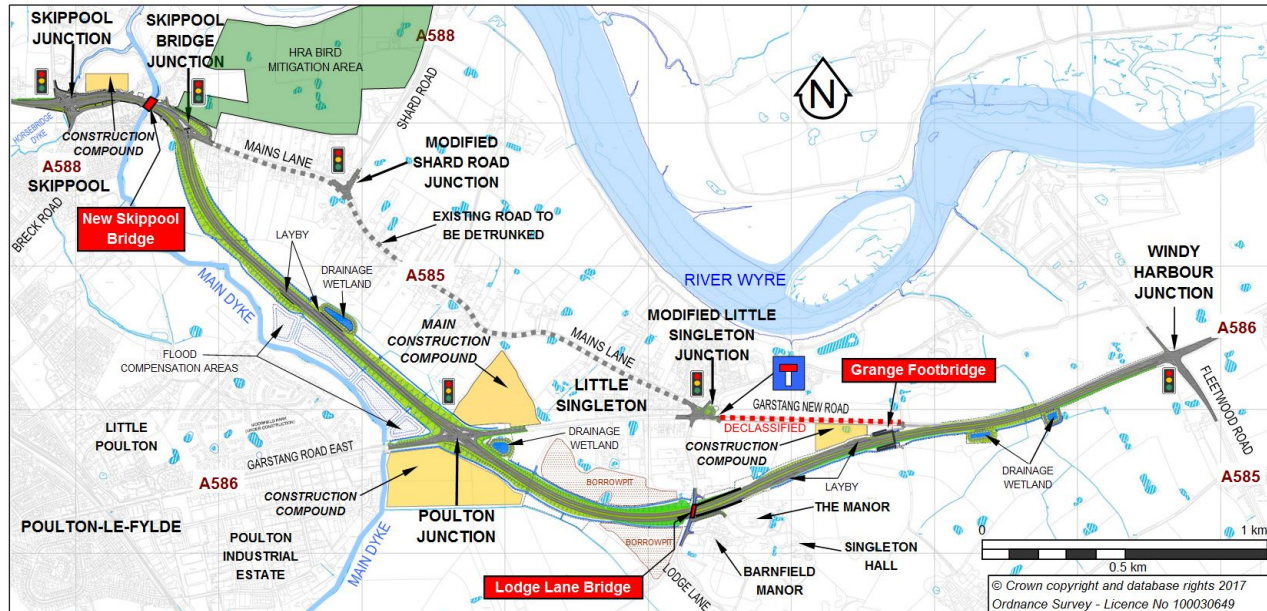 SKIPPOOL
JUNCTION
SKIPPOOL
BRIDGE
JUNCTION
HRA BIRD
MITIGATION AREA
A588
SHARD ROAD
N
HORSEBRIDGE
DYKE
CONSTRUCTION
COMPOUND
MAINS LANE
MODIFIED
SHARD ROAD
JUNCTION
A588
SKIPPOOL
BRECK ROAD
New Skippool
Bridge
EXISTING ROAD TO
BE DETRUNKED
LAYBY
DRAINAGE
WETLAND
A585
MAIN DYKE
MAIN
CONSTRUCTION
COMPOUND
MAINS LANE
RIVER WYRE
MODIFIED LITTLE
SINGLETON
JUNCTION
WINDY
HARBOUR
JUNCTION
A586
FLOOD
COMPENSATION AREAS
LITTLE
SINGLETON
Grange Footbridge
GARSTANG NEW ROAD
DECLASSIFIED
FLEETWOOD ROAD
LITTLE
POULTON
GARSTANG ROAD EAST
DRAINAGE
WETLAND
CONSTRUCTION
COMPOUND
LAYBY
DRAINAGE
WETLAND
A585
A586
CONSTRUCTION
COMPOUND
BORROWPIT
THE MANOR
POULTON-LE-FYLDE
POULTON
INDUSTRIAL
ESTATE
MAIN DYKE
POULTON
JUNCTION
BORROWPIT
LODGE LANE
Lodge Lane Bridge
BARNFIELD
MANOR
SINGLETON
HALL
0
1 km
0.5 km
© Crown copyright and database rights 2017
Ordnance Survey - Licence No 100030649